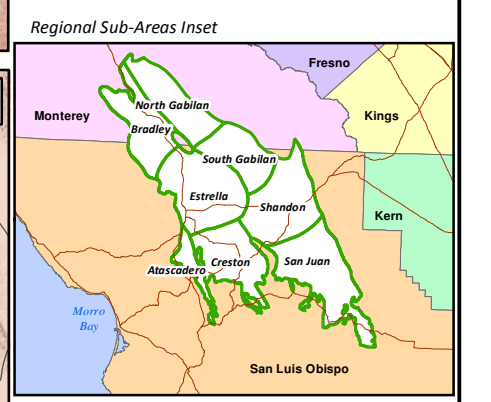 Regional Sub-Areas Inset
Fresno
Monterey
North Gabilan
Kings
Bradley
South Gabilan
Estrella
Shandon
Kern
Atascadero
Creston
San Juan
Morro
Bay
San Luis Obispo